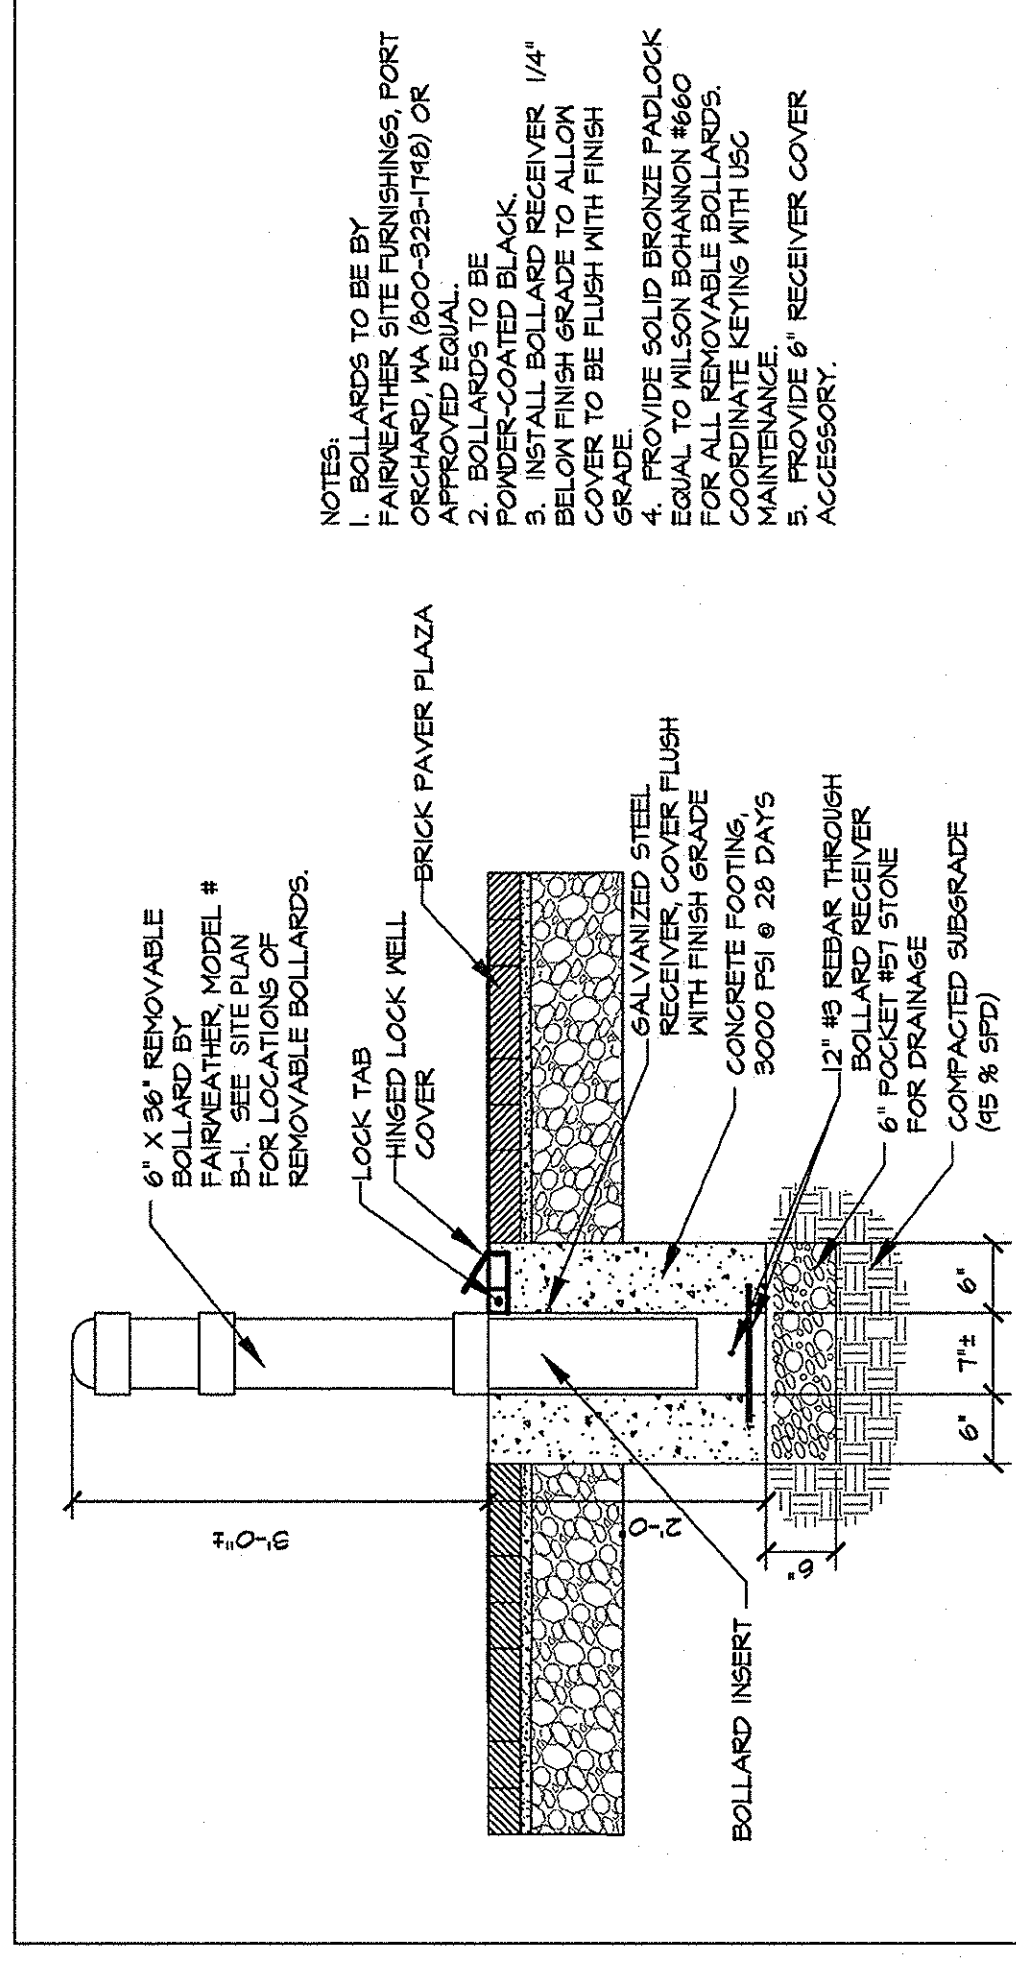 6" X 36" REMOVABLE
BOLLARD BY
FAIRWEATHER, MODEL #
B-1. SEE SITE PLAN
FOR LOCATIONS OF
REMOVABLE BOLLARDS.
LOCK TAB
HINGED LOCK WELL
COVER
BRICK PAVER PLAZA
GALVANIZED STEEL
RECEIVER, COVER FLUSH
WITH FINISH GRADE
CONCRETE FOOTING,
3000 PSI @ 28 DAYS
12" #3 REBAR THROUGH
BOLLARD RECEIVER
6" POCKET #57 STONE
FOR DRAINAGE
COMPACTED SUBGRADE
(95 % SPD)
BOLLARD INSERT
3'-0"±
2'-0"
6"
6"
7"±
6"
NOTES:
1. BOLLARDS TO BE BY
FAIRWEATHER SITE FURNISHINGS, PORT
ORCHARD, WA (800-323-1798) OR
APPROVED EQUAL.
2. BOLLARDS TO BE
POWDER-COATED BLACK.
3. INSTALL BOLLARD RECEIVER 1/4"
BELOW FINISH GRADE TO ALLOW
COVER TO BE FLUSH WITH FINISH
GRADE.
4. PROVIDE SOLID BRONZE PADLOCK
EQUAL TO WILSON BOHANNON #660
FOR ALL REMOVABLE BOLLARDS.
COORDINATE KEYING WITH USC
MAINTENANCE.
5. PROVIDE 6" RECEIVER COVER
ACCESSORY.